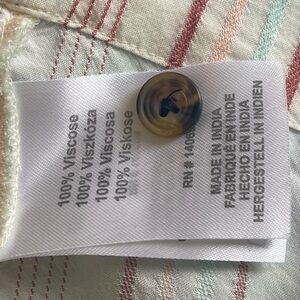 100% Viscose
100% Viszkóza
100% Viscosa
100% Viskose
RN #
MADE IN INDIA
FABRIQUÉ EN INDE
HECHO EN INDIA
HERGESTELL IN INDIEN